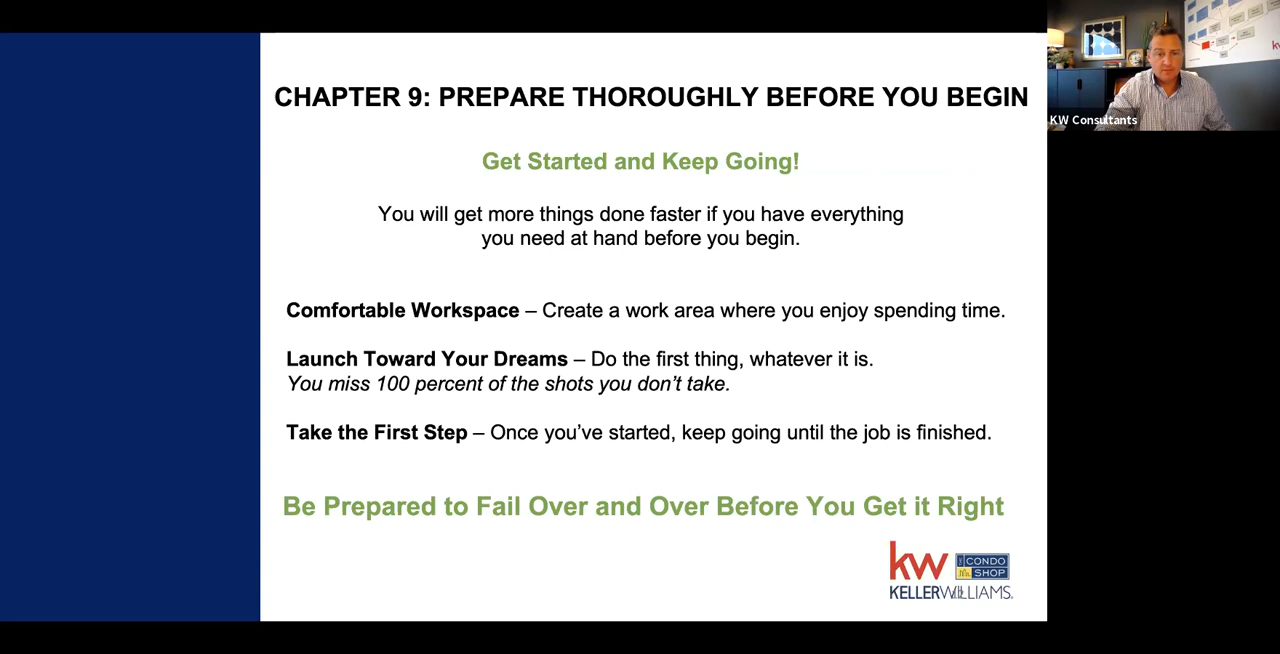 CHAPTER 9: PREPARE THOROUGHLY BEFORE YOU BEGIN
Get Started and Keep Going!
You will get more things done faster if you have everything
you need at hand before you begin.
Comfortable Workspace – Create a work area where you enjoy spending time.
Launch Toward Your Dreams – Do the first thing, whatever it is.
You miss 100 percent of the shots you don't take.
Take the First Step – Once you've started, keep going until the job is finished.
Be Prepared to Fail Over and Over Before You Get it Right
kw
CONDO
SHOP
KELLERWILLIAMS.
KW Consultants